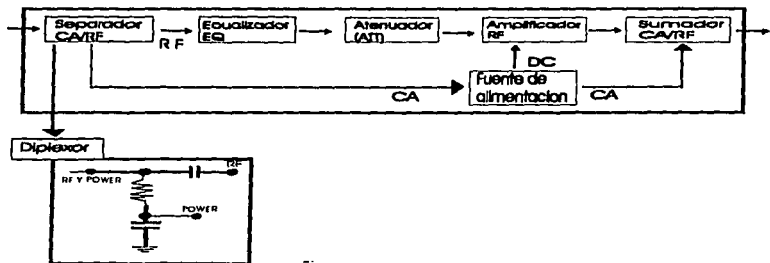 Separador
CA/RF
RF
Equalizador
EQ
Atenuador
(ATT)
Amplificador
RF
Sumador
CA/RF
DC
Fuente de
alimentacion
CA
CA
Diplexor
RF
RF Y POWER
POWER